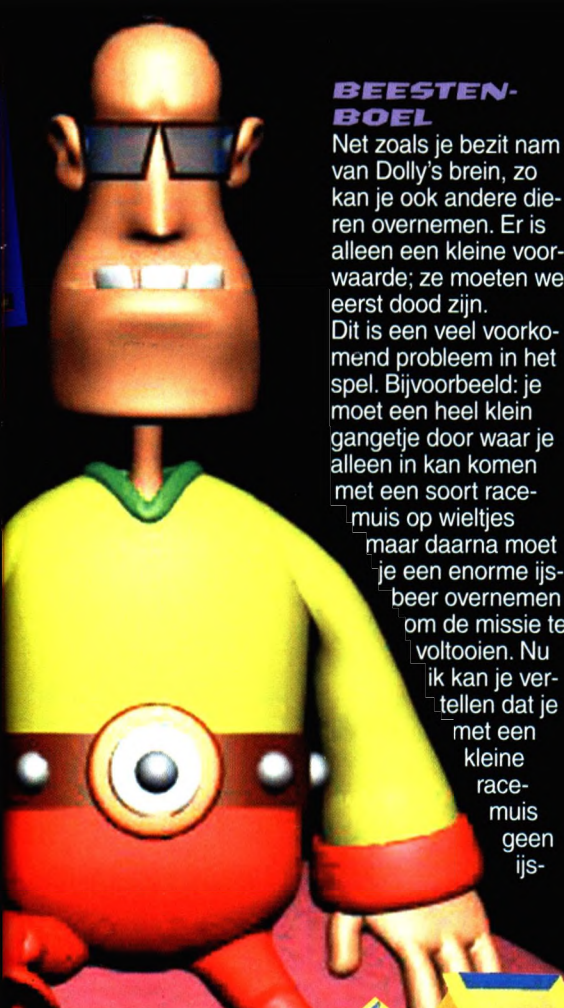 BEESTEN-
BOEL
Net zoals je bezit nam
van Dolly's brein, zo
kan je ook andere die-
ren overnemen. Er is
alleen een kleine voor-
waarde; ze moeten we
eerst dood zijn.
Dit is een veel voorko-
mend probleem in het
spel. Bijvoorbeeld: je
moet een heel klein
gangetje door waar je
alleen in kan komen
met een soort race-
muis op wieltjes
maar daarna moet
je een enorme ijs-
beer overnemen
om de missie te
voltooien. Nu
ik kan je ver-
tellen dat je
met een
kleine
race-
muis
geen
ijs-